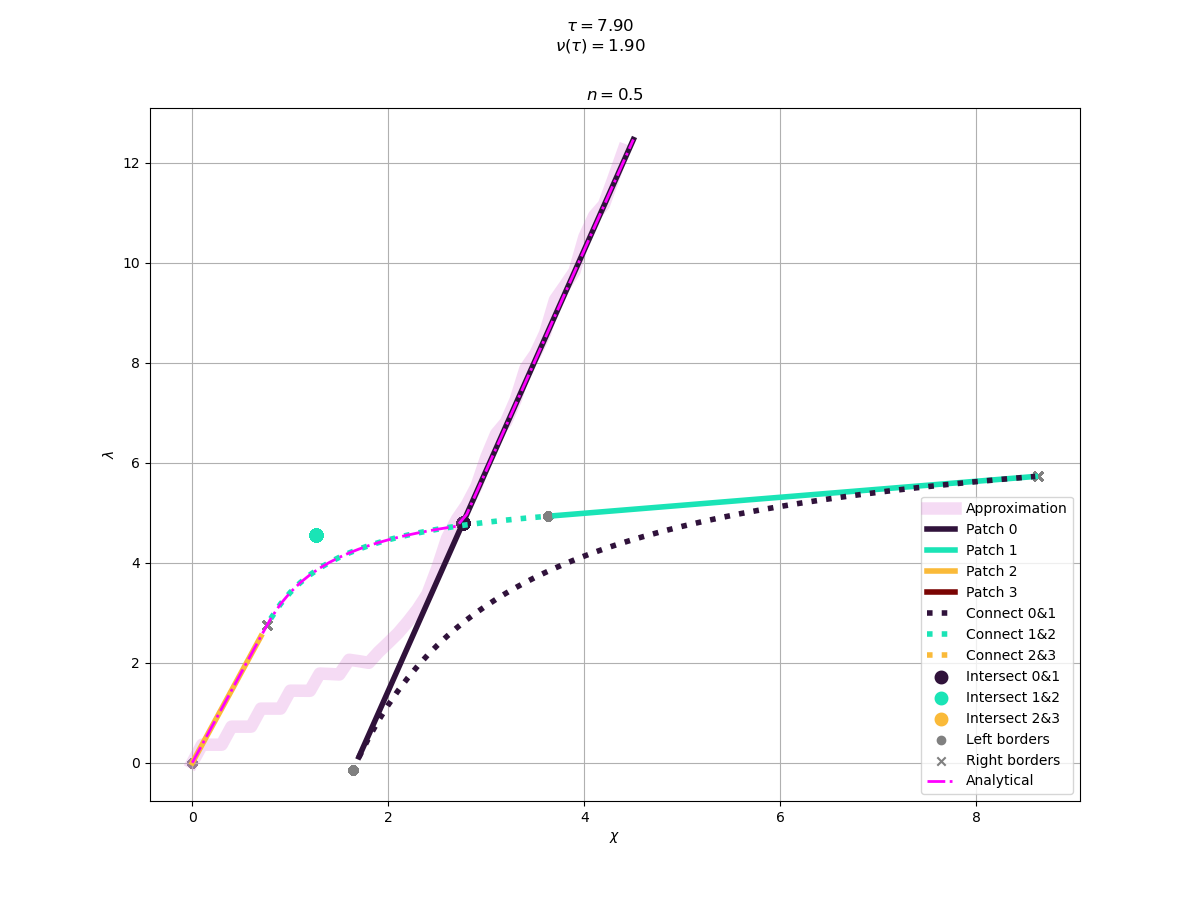 τ = 7.90
ν(τ) = 1.90
n = 0.5
12
10
8
6
4
2
0
λ
0 2 4 6 8
χ
Approximation
Patch 0
Patch 1
Patch 2
Patch 3
Connect 0&1
Connect 1&2
Connect 2&3
Intersect 0&1
Intersect 1&2
Intersect 2&3
Left borders
Right borders
Analytical